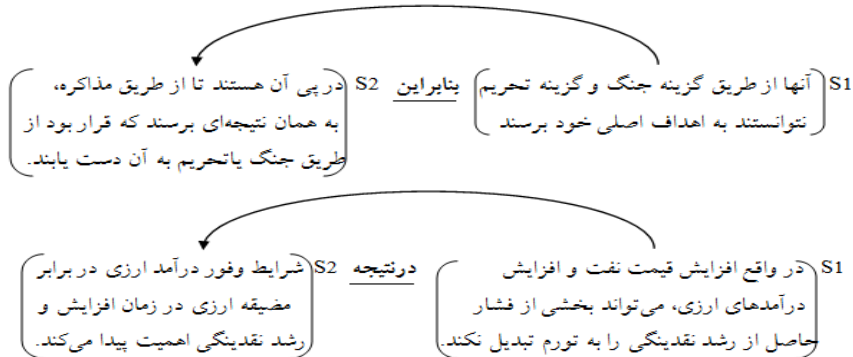 S1 آنها از طریق گزینه جنگ و گزینه تحریم نتوانستند به اهداف اصلی خود برسند
بنابراین
S2 در پی آن هستند تا از طریق مذاکره، به همان نتیجه‌ای برسند که قرار بود از طریق جنگ یاتحریم به آن دست یابند.
S1 در واقع افزایش قیمت نفت و افزایش درآمدهای ارزی، می‌تواند بخشی از فشار حاصل از رشد نقدینگی را به تورم تبدیل نکند.
درنتیجه
S2 شرایط وفور درآمد ارزی در برابر مضیقه ارزی در زمان افزایش و رشد نقدینگی اهمیت پیدا می‌کند.